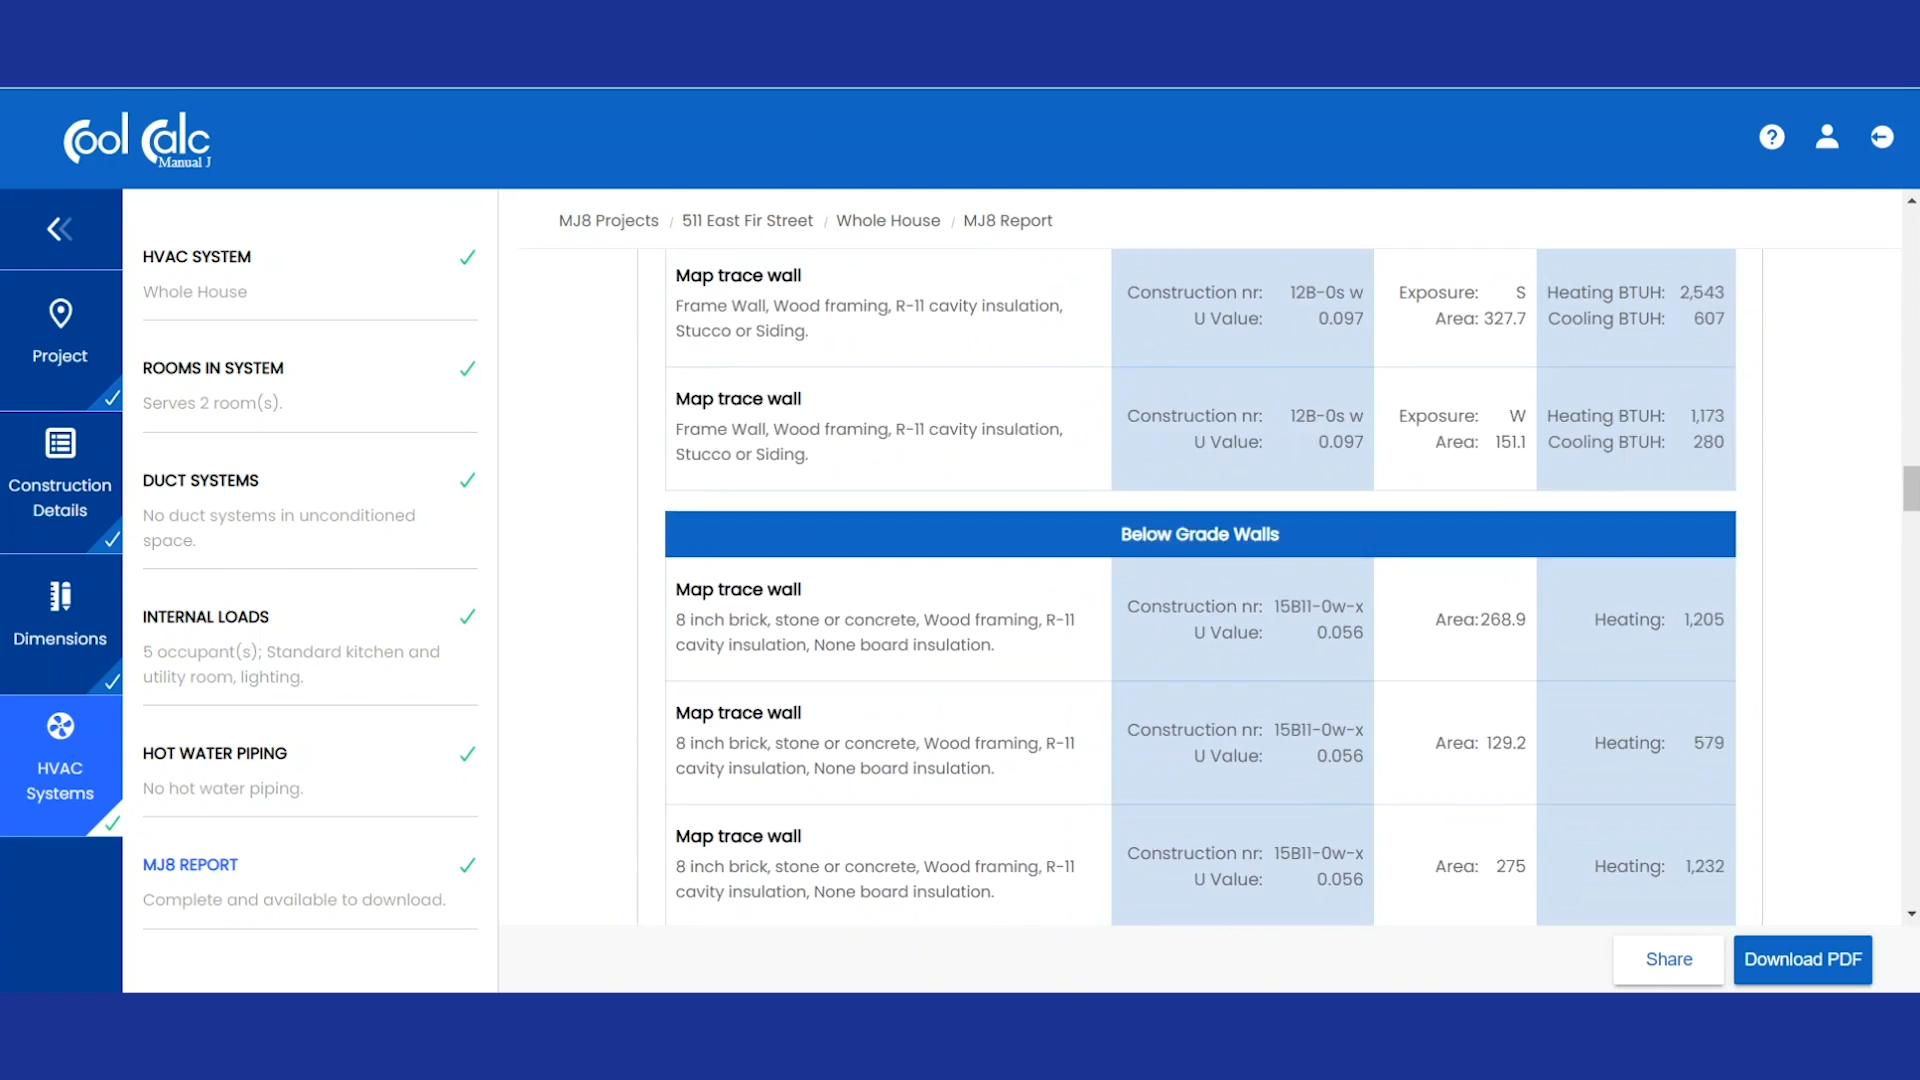 Cool Calc
Manual J
?
MJ8 Projects / 511 East Fir Street / Whole House / MJ8 Report
Project
Construction
Details
Dimensions
HVAC
Systems
HVAC SYSTEM
Whole House
ROOMS IN SYSTEM
Serves 2 room(s).
DUCT SYSTEMS
No duct systems in unconditioned
space.
INTERNAL LOADS
5 occupant(s); Standard kitchen and
utility room, lighting.
HOT WATER PIPING
No hot water piping.
MJ8 REPORT
Complete and available to download.
Map trace wall
Frame Wall, Wood framing, R-11 cavity insulation,
Stucco or Siding.
Construction nr: 12B-0s w
U Value: 0.097
Exposure: S
Area: 327.7
Heating BTUH: 2,543
Cooling BTUH: 607
Map trace wall
Frame Wall, Wood framing, R-11 cavity insulation,
Stucco or Siding.
Construction nr: 12B-0s w
U Value: 0.097
Exposure: W
Area: 151.1
Heating BTUH: 1,173
Cooling BTUH: 280
Below Grade Walls
Map trace wall
8 inch brick, stone or concrete, Wood framing, R-11
cavity insulation, None board insulation.
Construction nr: 15B11-0w-x
U Value: 0.056
Area: 268.9
Heating: 1,205
Map trace wall
8 inch brick, stone or concrete, Wood framing, R-11
cavity insulation, None board insulation.
Construction nr: 15B11-0w-x
U Value: 0.056
Area: 129.2
Heating: 579
Map trace wall
8 inch brick, stone or concrete, Wood framing, R-11
cavity insulation, None board insulation.
Construction nr: 15B11-0w-x
U Value: 0.056
Area: 275
Heating: 1,232
Share
Download PDF